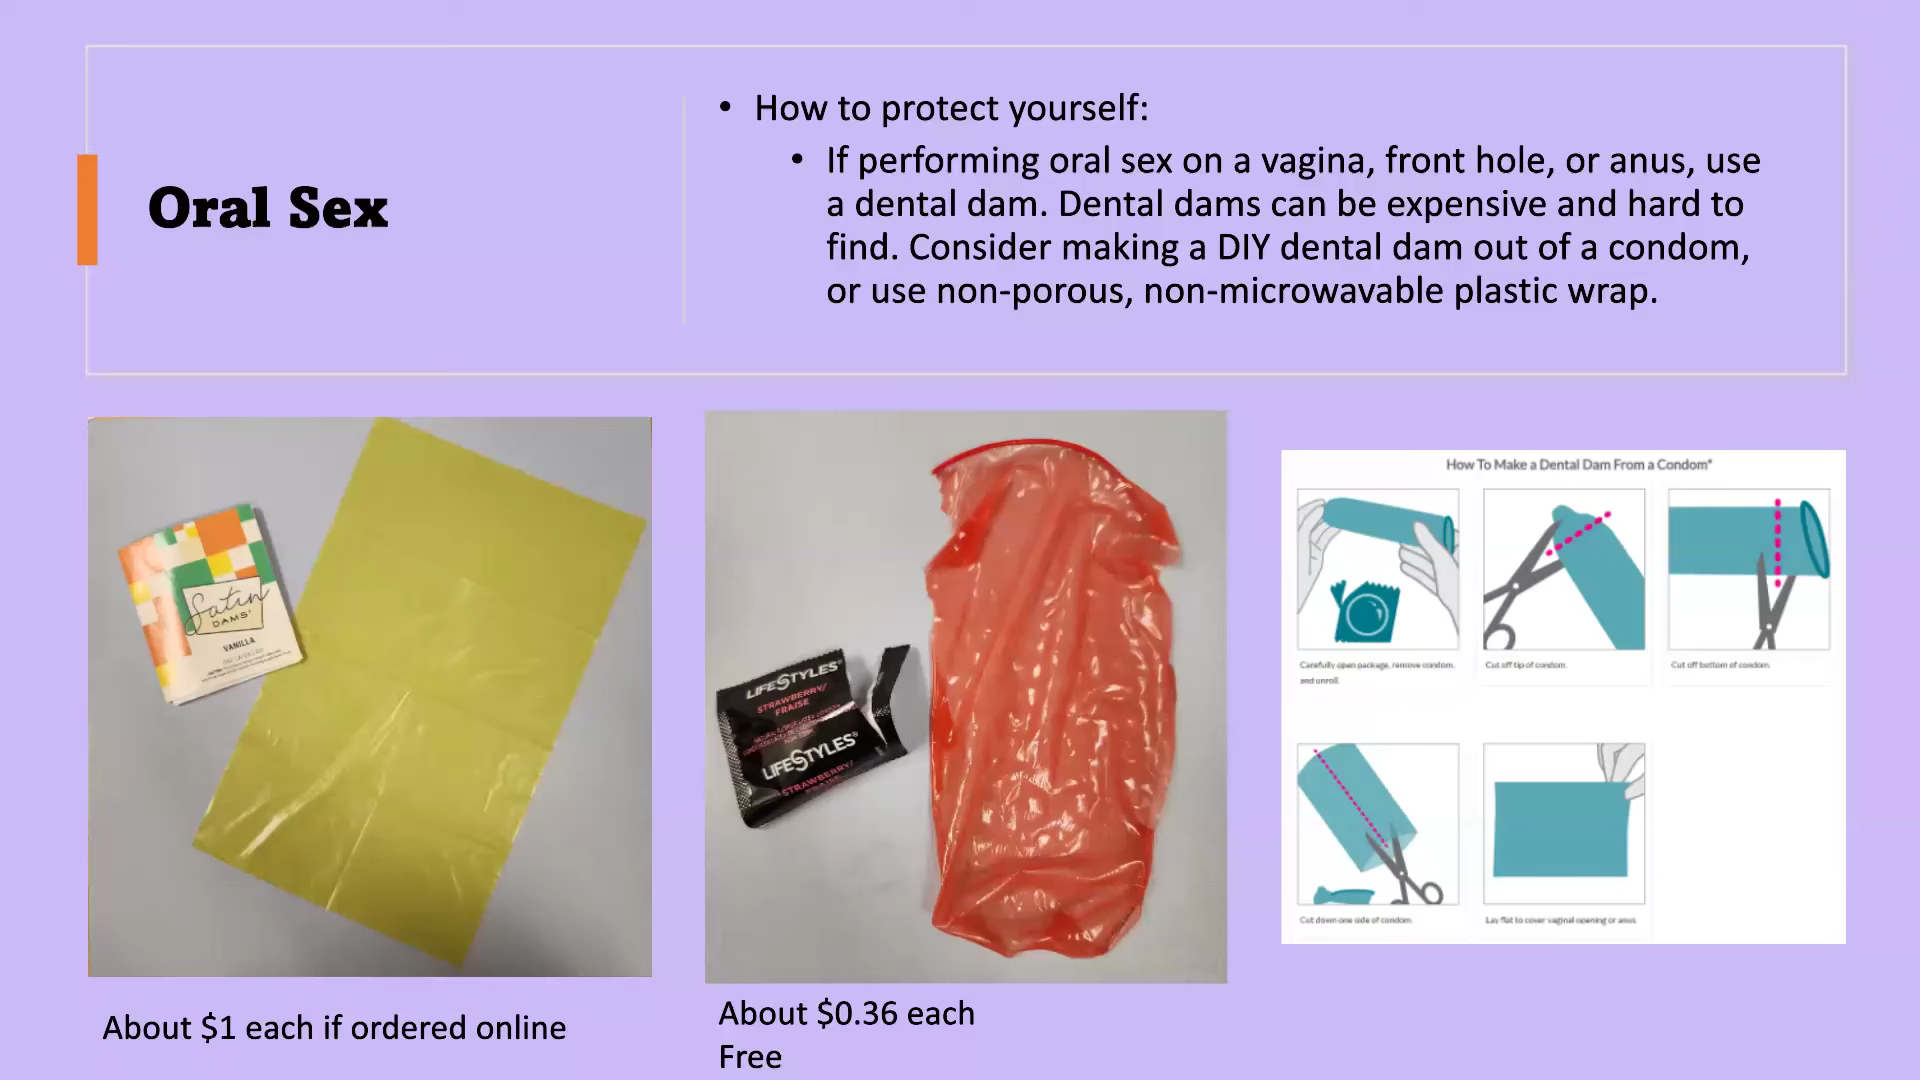 Oral Sex
• How to protect yourself:
• If performing oral sex on a vagina, front hole, or anus, use
a dental dam. Dental dams can be expensive and hard to
find. Consider making a DIY dental dam out of a condom,
or use non-porous, non-microwavable plastic wrap.
Satin
DAMS
VANILLA
About $1 each if ordered online
LIFESTYLES®
STRAWBERRY/
FRAISE
LIFESTYLES®
STRAWBERRY/
FRAISE
About $0.36 each
Free
How To Make a Dental Dam From a Condom*
Carefully open package, remove condom,
and unroll.
Cut off tip of condom.
Cut off bottom of condom.
Cut down one side of condom.
Lay flat to cover vaginal opening or anus.